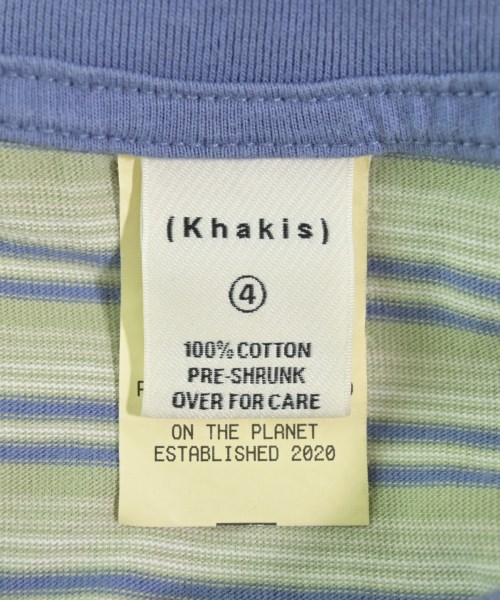 (Khakis)
④
100% COTTON
PRE-SHRUNK
OVER FOR CARE
ON THE PLANET
ESTABLISHED 2020